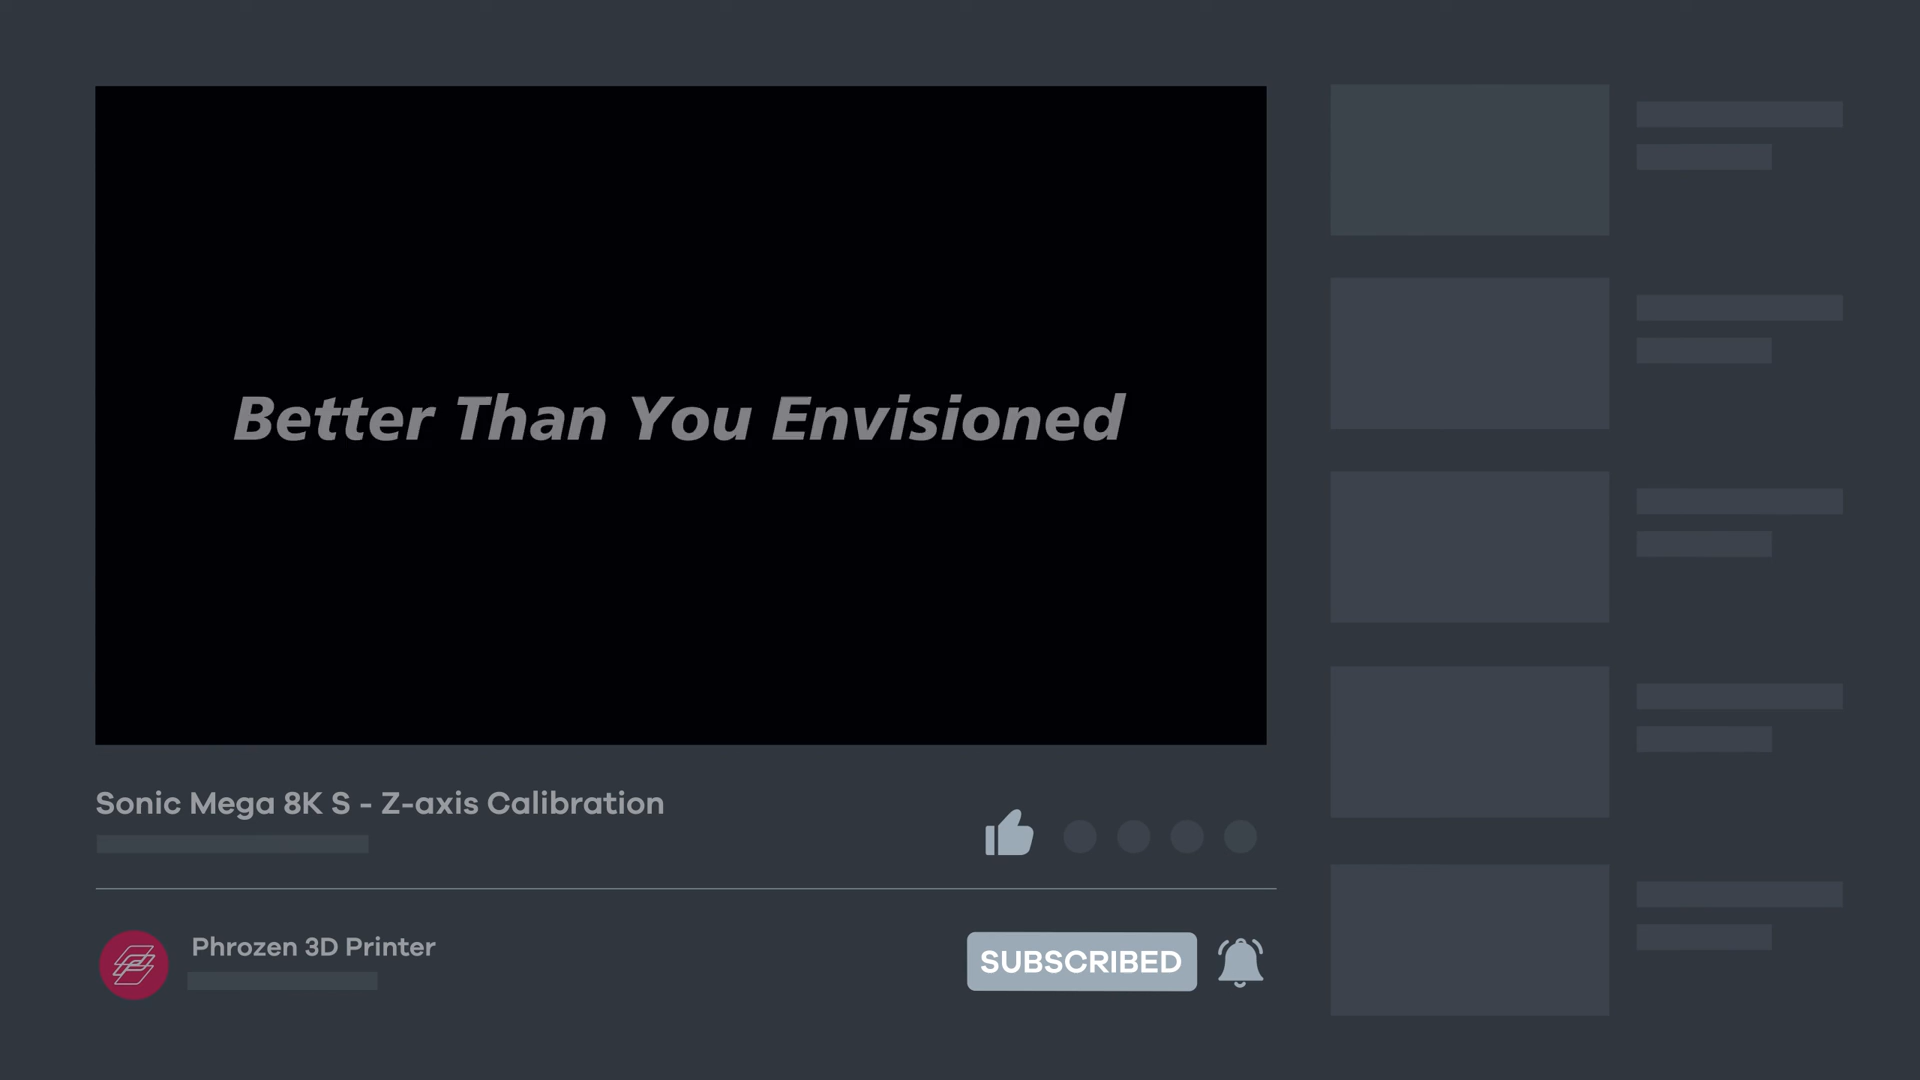 Better Than You Envisioned
Sonic Mega 8K S - Z-axis Calibration
Phrozen 3D Printer
SUBSCRIBED